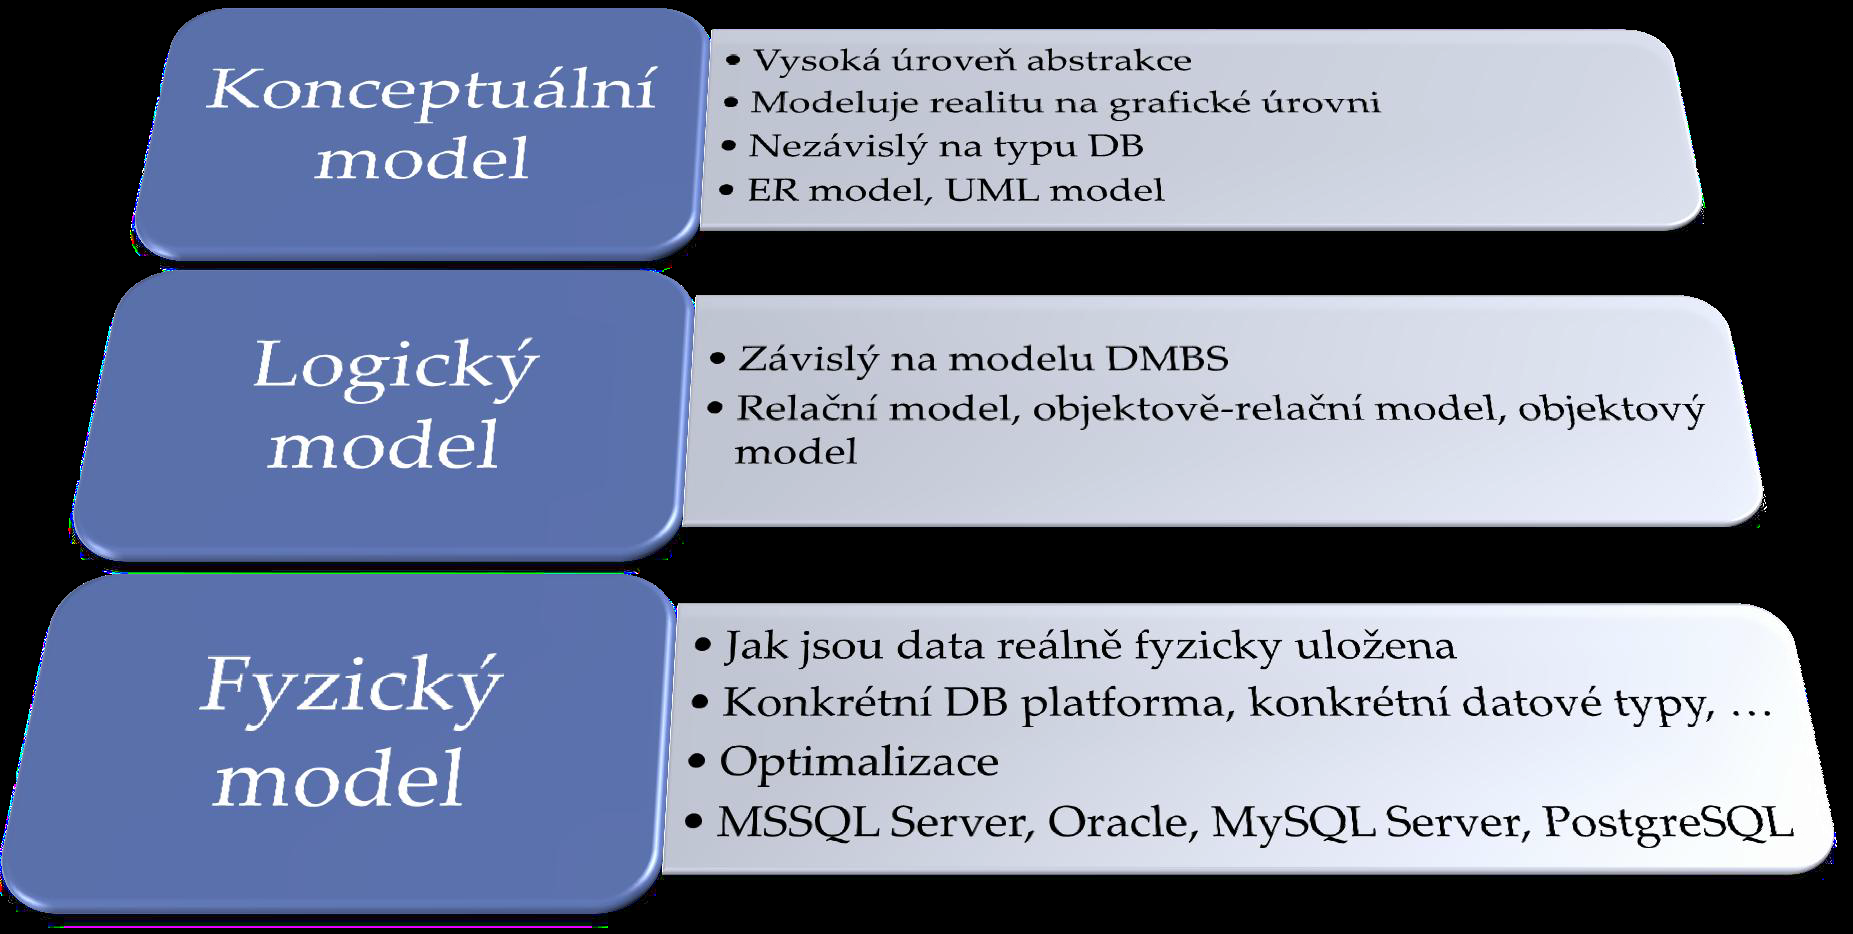 Konceptuální
model
• Vysoká úroveň abstrakce
• Modeluje realitu na grafické úrovni
• Nezávislý na typu DB
• ER model, UML model
Logický
model
• Závislý na modelu DMBS
• Relační model, objektově-relační model, objektový
model
Fyzický
model
• Jak jsou data reálně fyzicky uložena
• Konkrétní DB platforma, konkrétní datové typy, …
• Optimalizace
• MSSQL Server, Oracle, MySQL Server, PostgreSQL